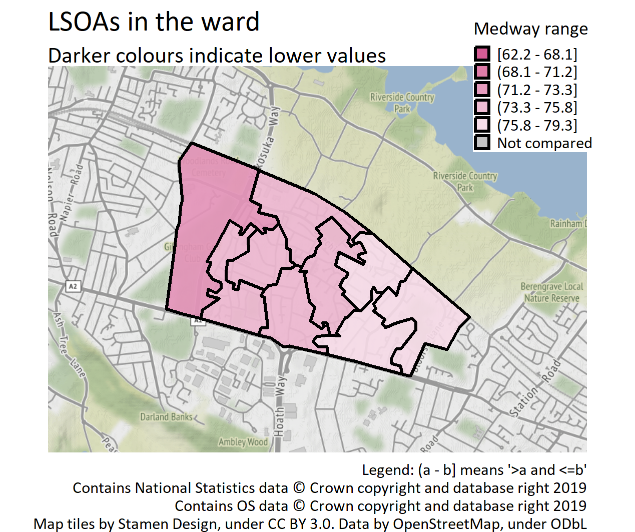 LSOAs in the ward
Darker colours indicate lower values
Medway range
[62.2 - 68.1]
(68.1 - 71.2]
(71.2 - 73.3]
(73.3 - 75.8]
(75.8 - 79.3]
Not compared
Riverside Country
Park
Riverside Country
Park
Rainham D
Berengrave Local
Nature Reserve
Napier Road
A2
Ash Tree Lane
Darland Banks
Ambley Wood
Hoath Way
Station Road
Road
Legend: (a - b] means '>a and <=b'
Contains National Statistics data © Crown copyright and database right 2019
Contains OS data © Crown copyright and database right 2019
Map tiles by Stamen Design, under CC BY 3.0. Data by OpenStreetMap, under ODbL